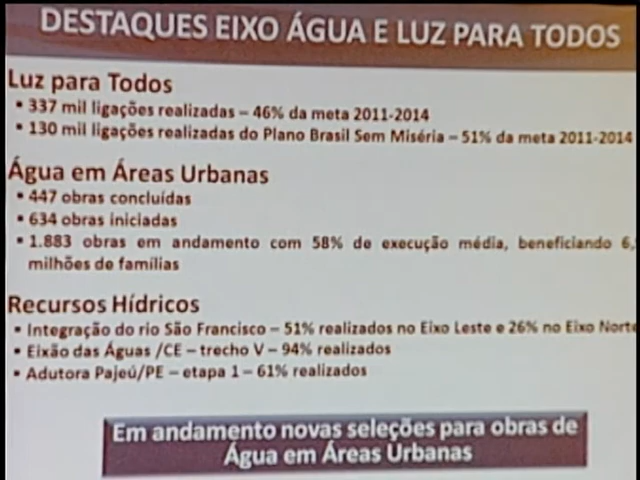 DESTAQUES EIXO ÁGUA E LUZ PARA TODOS
Luz para Todos
▪ 337 mil ligações realizadas – 46% da meta 2011-2014
▪ 130 mil ligações realizadas do Plano Brasil Sem Miséria – 51% da meta 2011-2014
Água em Áreas Urbanas
▪ 447 obras concluídas
▪ 634 obras iniciadas
▪ 1.883 obras em andamento com 58% de execução média, beneficiando
milhões de famílias
Recursos Hídricos
▪ Integração do rio São Francisco – 51% realizados no Eixo Leste e 26% no Eixo Norte
▪ Eixão das Águas /CE – trecho V – 94% realizados
▪ Adutora Pajeú/PE – etapa 1 – 61% realizados
Em andamento novas seleções para obras de
Água em Áreas Urbanas